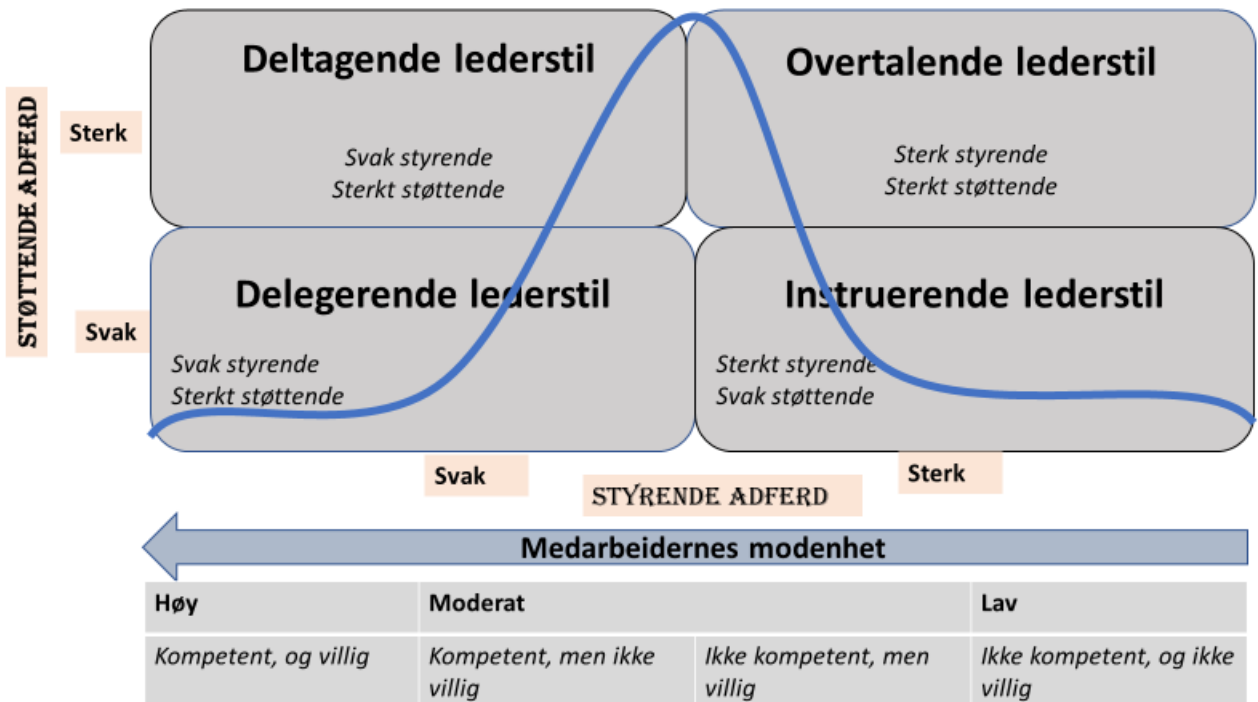 Deltagende lederstil
Overtalende lederstil
STØTTENDE ADFERD
Sterk
Svak styrende
Sterkt støttende
Sterk styrende
Sterkt støttende
Delegerende lederstil
Instruerende lederstil
Svak
Svak styrende
Sterkt støttende
Sterkt styrende
Svak støttende
Svak
STYRENDE ADFERD
Sterk
Medarbeidernes modenhet
Høy
Moderat
Lav
Kompetent, og villig
Kompetent, men ikke
villig
Ikke kompetent, men
villig
Ikke kompetent, og ikke
villig